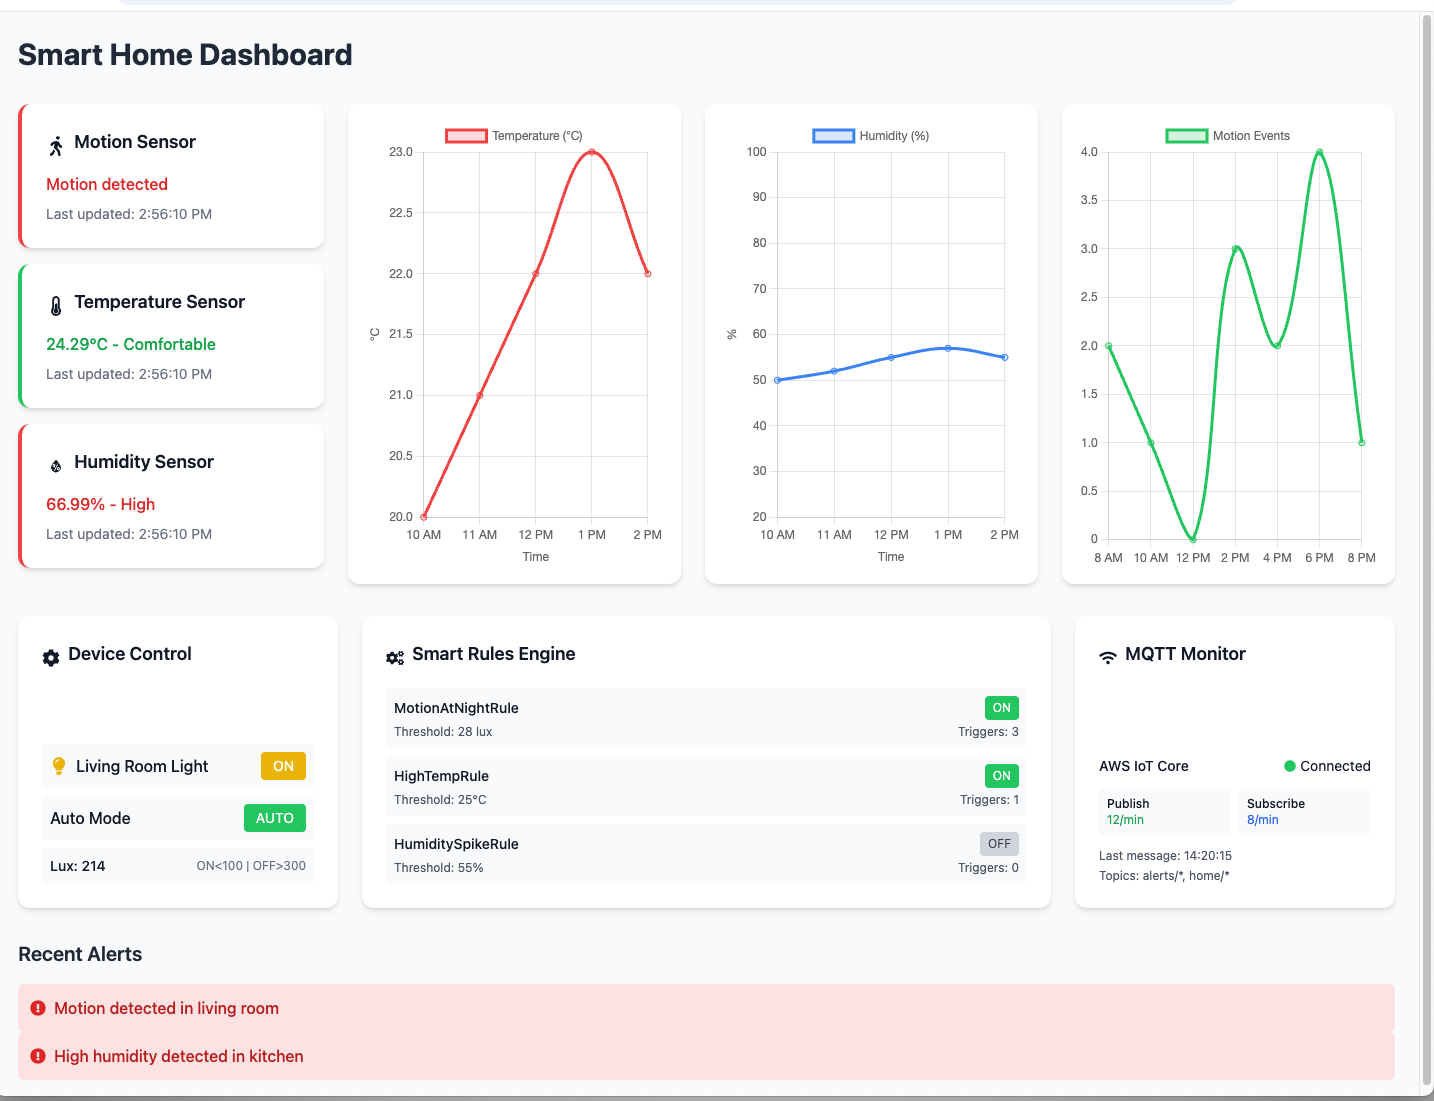 Smart Home Dashboard
Motion Sensor
Motion detected
Last updated: 2:56:10 PM
Temperature Sensor
24.29°C - Comfortable
Last updated: 2:56:10 PM
Humidity Sensor
66.99% - High
Last updated: 2:56:10 PM
Temperature (°C)
23.0
22.5
22.0
21.5
21.0
20.5
20.0
°C
10 AM 11 AM 12 PM 1 PM 2 PM
Time
Humidity (%)
100
90
80
70
60
50
40
30
20
%
10 AM 11 AM 12 PM 1 PM 2 PM
Time
Motion Events
4.0
3.5
3.0
2.5
2.0
1.5
1.0
0.5
0
8 AM 10 AM 12 PM 2 PM 4 PM 6 PM 8 PM
Device Control
Living Room Light ON
Auto Mode AUTO
Lux: 214 ON<100 | OFF>300
Smart Rules Engine
MotionAtNightRule ON
Threshold: 28 lux Triggers: 3
HighTempRule ON
Threshold: 25°C Triggers: 1
HumiditySpikeRule OFF
Threshold: 55% Triggers: 0
MQTT Monitor
AWS IoT Core Connected
Publish Subscribe
12/min 8/min
Last message: 14:20:15
Topics: alerts/*, home/*
Recent Alerts
Motion detected in living room
High humidity detected in kitchen